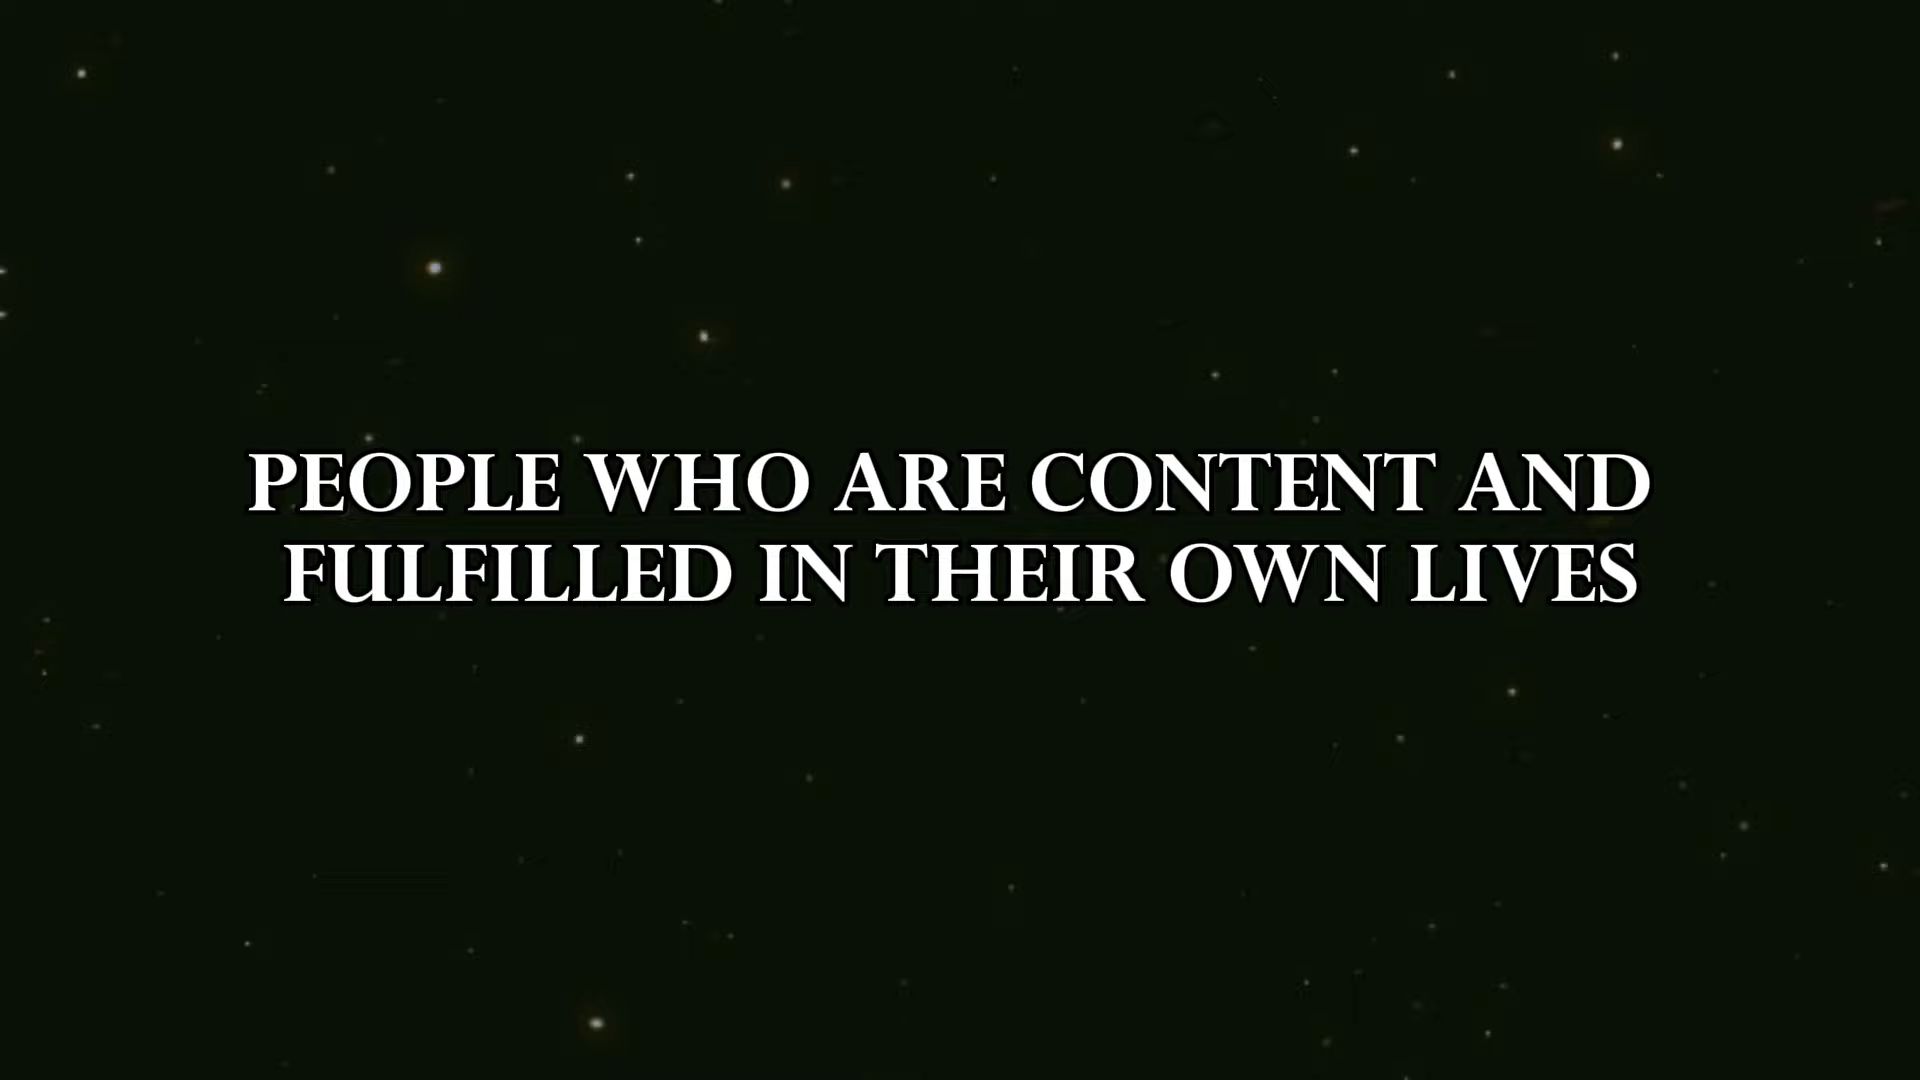 PEOPLE WHO ARE CONTENT AND
FULFILLED IN THEIR OWN LIVES